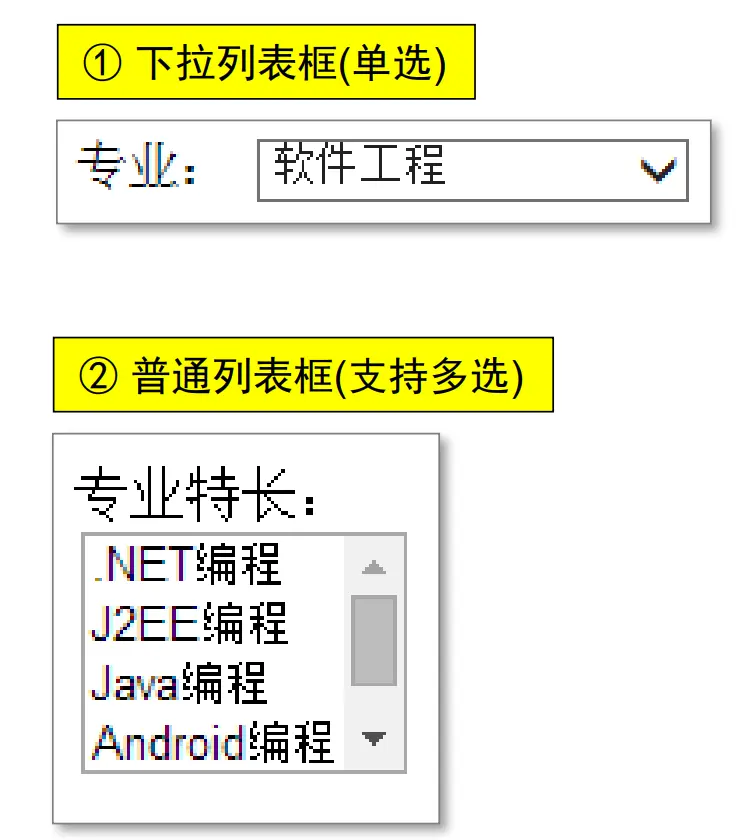 ① 下拉列表框(单选)
专业: 软件工程
② 普通列表框(支持多选)
专业特长:
.NET编程
J2EE编程
Java编程
Android编程